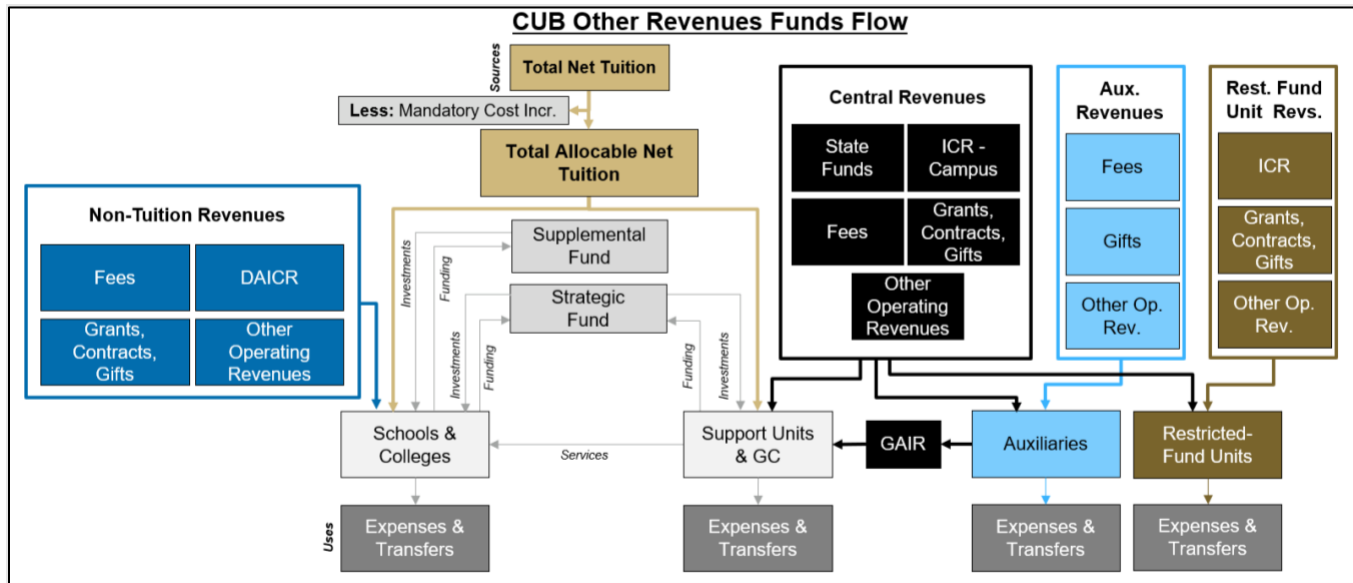 CUB Other Revenues Funds Flow
Sources
Total Net Tuition
Less: Mandatory Cost Incr.
Total Allocable Net
Tuition
Non-Tuition Revenues
Fees
DAICR
Grants,
Contracts,
Gifts
Other
Operating
Revenues
Supplemental
Fund
Strategic
Fund
Investments
Funding
Investments
Funding
Funding
Investments
Central Revenues
State
Funds
ICR -
Campus
Fees
Grants,
Contracts,
Gifts
Other
Operating
Revenues
Aux.
Revenues
Fees
Gifts
Other Op.
Rev.
Rest. Fund
Unit Revs.
ICR
Grants,
Contracts,
Gifts
Other Op.
Rev.
Schools &
Colleges
Services
Support Units
& GC
GAIR
Auxiliaries
Restricted-
Fund Units
Uses
Expenses &
Transfers
Expenses &
Transfers
Expenses &
Transfers
Expenses &
Transfers